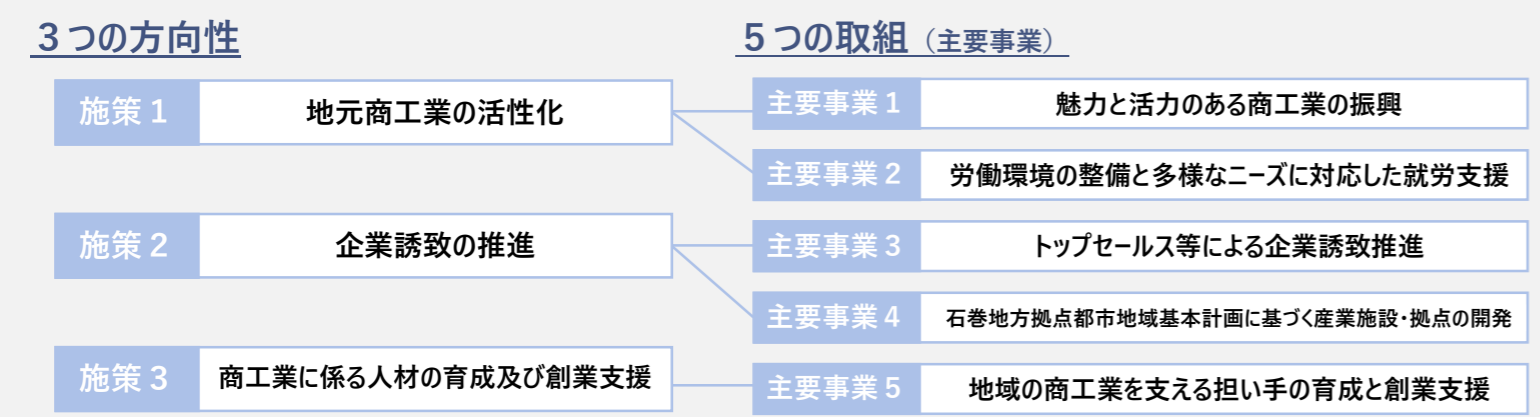 ３つの方向性
５つの取組（主要事業）
施策１ 地元商工業の活性化
主要事業１ 魅力と活力のある商工業の振興
主要事業２ 労働環境の整備と多様なニーズに対応した就労支援
施策２ 企業誘致の推進
主要事業３ トップセールス等による企業誘致推進
主要事業４ 石巻地方拠点都市地域基本計画に基づく産業施設・拠点の開発
施策３ 商工業に係る人材の育成及び創業支援
主要事業５ 地域の商工業を支える担い手の育成と創業支援